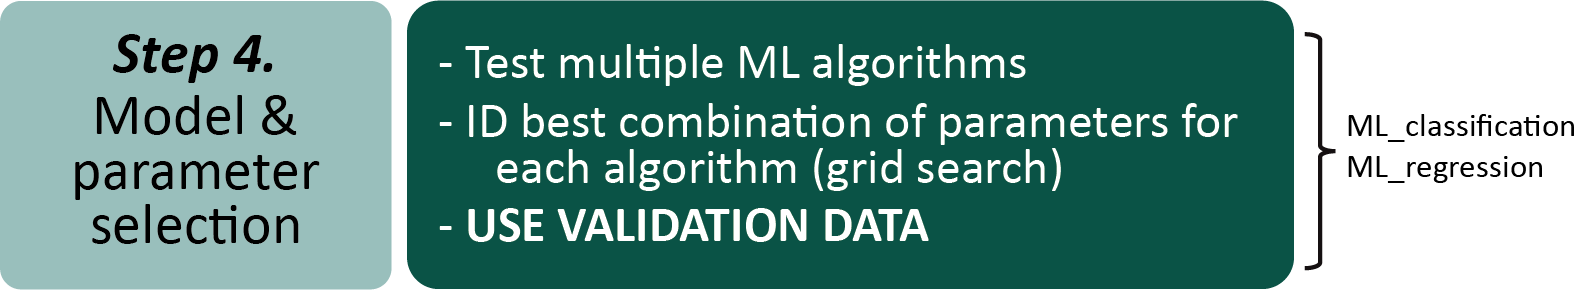 Step 4.
Model &
parameter
selection
- Test multiple ML algorithms
- ID best combination of parameters for
each algorithm (grid search)
- USE VALIDATION DATA
ML_classification
ML_regression